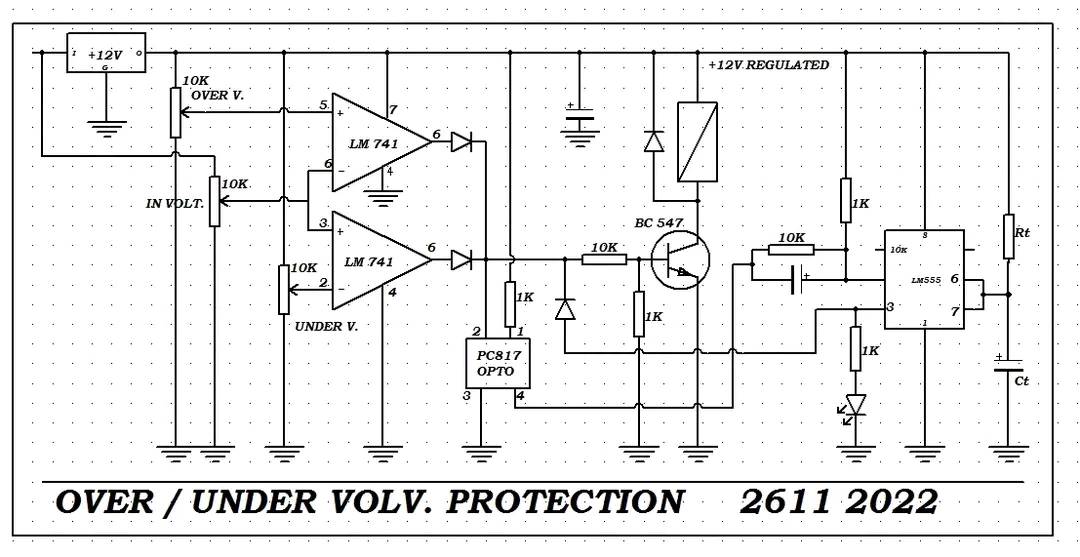 I +12V O
G
+12V REGULATED
10K
OVER V.
5 + 7
LM 741 6
6 - 4
10K
IN VOLT.
3 +
LM 741 6
10K
2 - 4
UNDER V.
BC 547
10K
1K
1K
2 1
PC817
OPTO
3 4
1K
10K
+
10K
8
LM555 6
3 7
1
1K
Rt
+
Ct
+
OVER / UNDER VOLV. PROTECTION 2611 2022